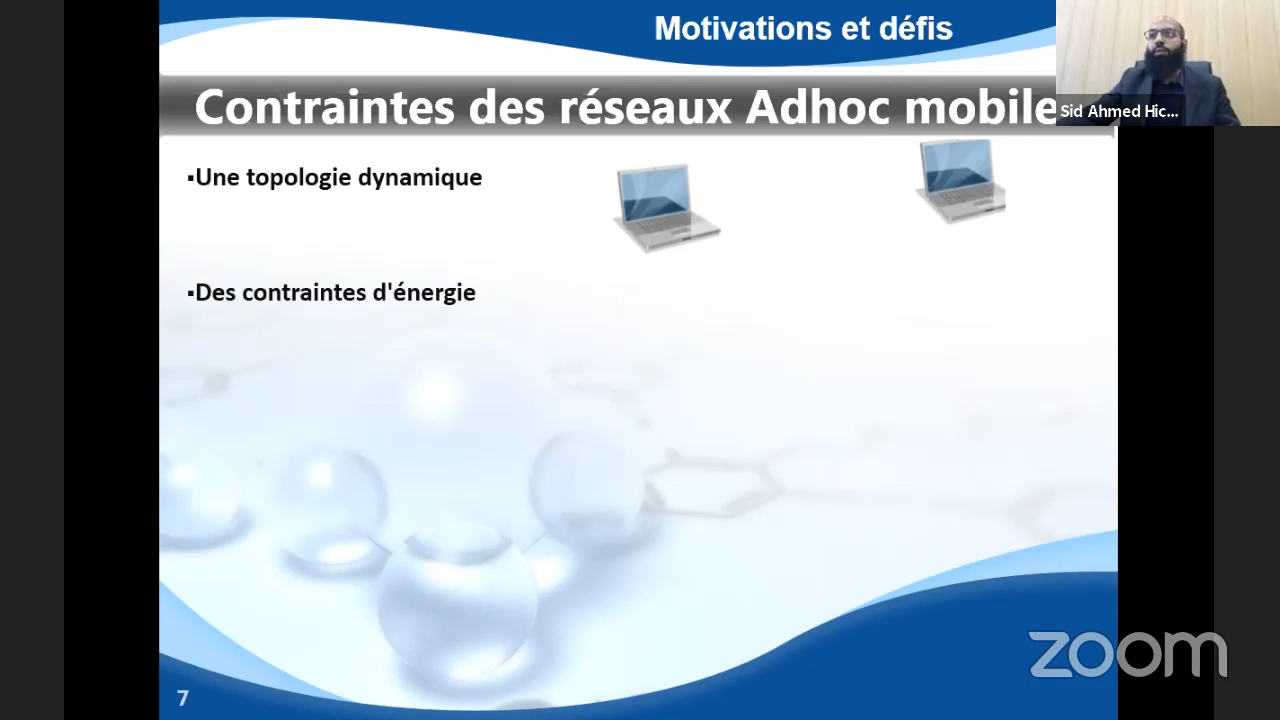 Motivations et défis
Contraintes des réseaux Adhoc mobile
Sid Ahmed Hic...
▪Une topologie dynamique
▪Des contraintes d'énergie
zoom
7